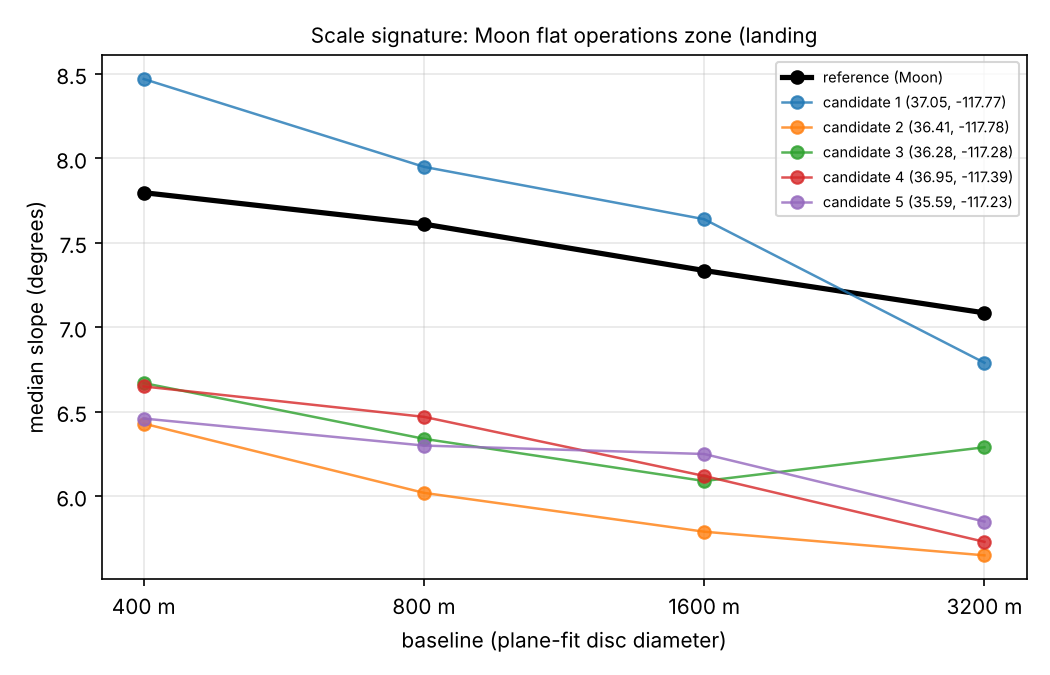 Scale signature: Moon flat operations zone (landing
8.5
8.0
7.5
7.0
6.5
6.0
median slope (degrees)
reference (Moon)
candidate 1 (37.05, -117.77)
candidate 2 (36.41, -117.78)
candidate 3 (36.28, -117.28)
candidate 4 (36.95, -117.39)
candidate 5 (35.59, -117.23)
400 m
800 m
1600 m
3200 m
baseline (plane-fit disc diameter)